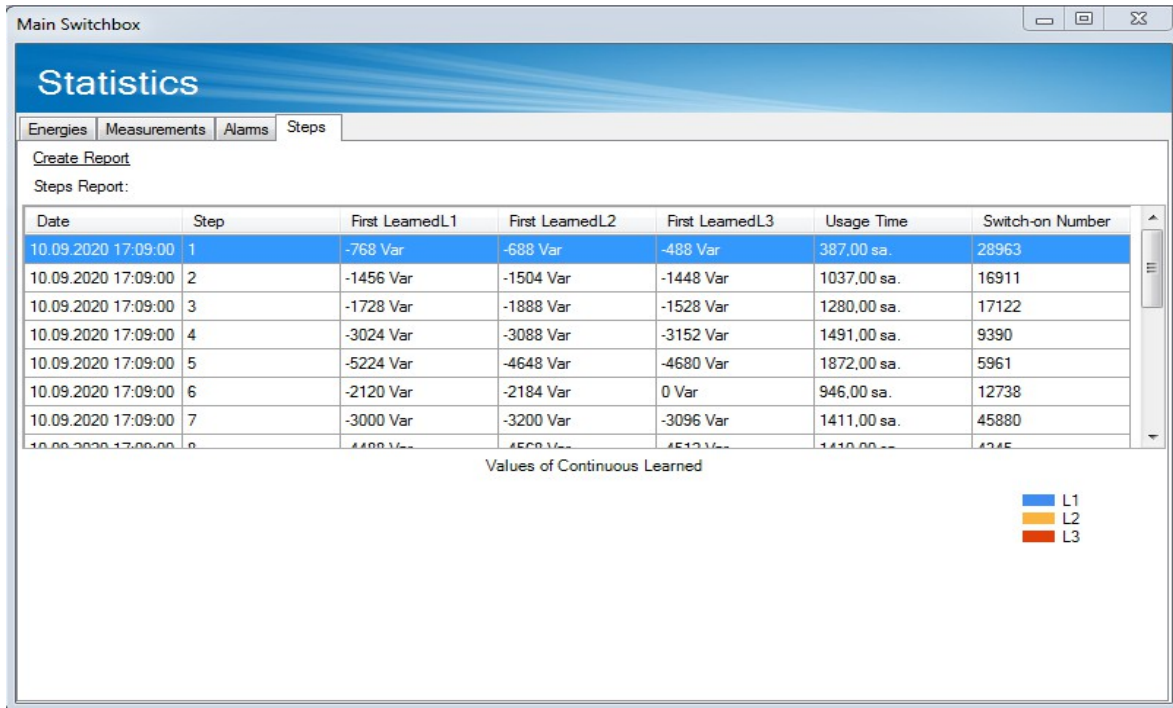 Main Switchbox
Statistics
Energies Measurements Alarms Steps
Create Report
Steps Report:
Date Step First LearnedL1 First LearnedL2 First LearnedL3 Usage Time Switch-on Number
10.09.2020 17:09:00 1 -768 Var -688 Var -488 Var 387,00 sa. 28963
10.09.2020 17:09:00 2 -1456 Var -1504 Var -1448 Var 1037,00 sa. 16911
10.09.2020 17:09:00 3 -1728 Var -1888 Var -1528 Var 1280,00 sa. 17122
10.09.2020 17:09:00 4 -3024 Var -3088 Var -3152 Var 1491,00 sa. 9390
10.09.2020 17:09:00 5 -5224 Var -4648 Var -4680 Var 1872,00 sa. 5961
10.09.2020 17:09:00 6 -2120 Var -2184 Var 0 Var 946,00 sa. 12738
10.09.2020 17:09:00 7 -3000 Var -3200 Var -3096 Var 1411,00 sa. 45880
Values of Continuous Learned
L1
L2
L3